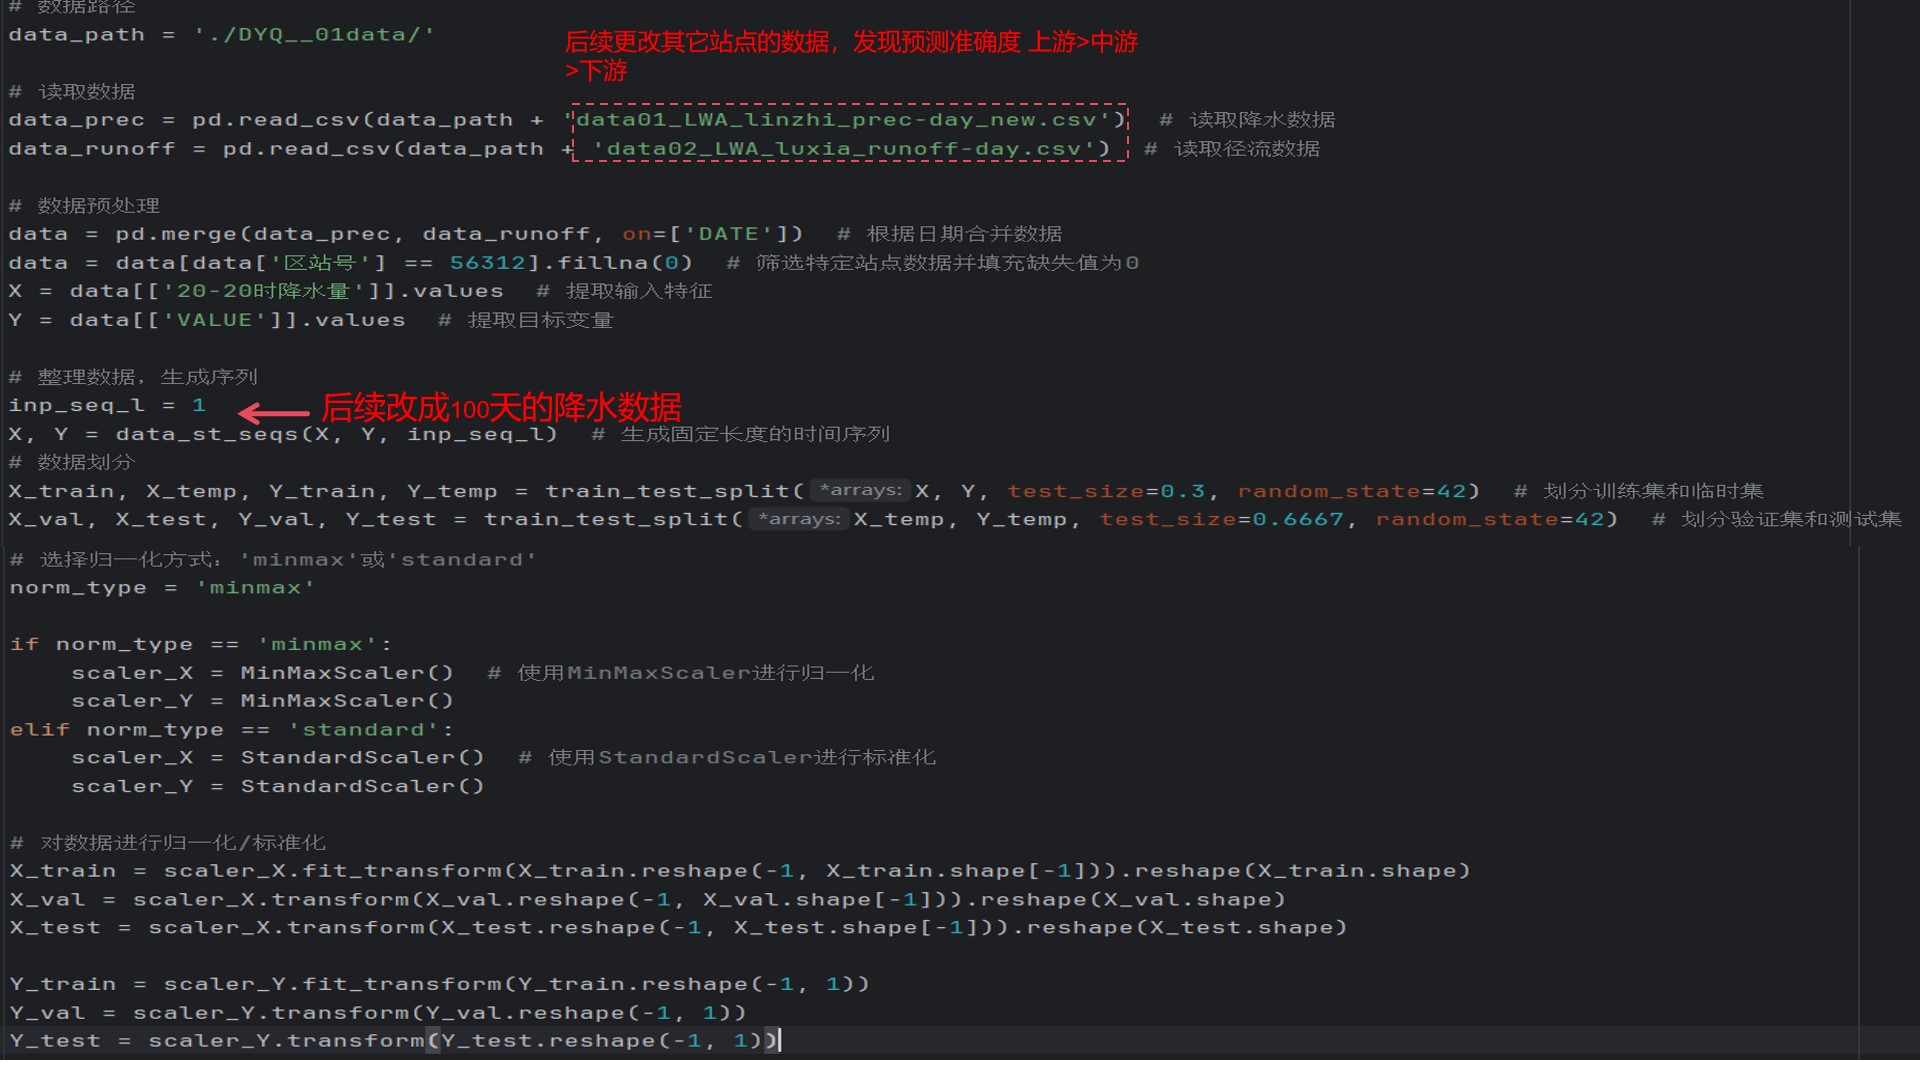 # 数据路径
data_path = './DYQ__01data/'
后续更改其它站点的数据，发现预测准确度 上游>中游
>下游
# 读取数据
data_prec = pd.read_csv(data_path + 'data01_LWA_linzhi_prec-day_new.csv')  # 读取降水数据
data_runoff = pd.read_csv(data_path + 'data02_LWA_luxia_runoff-day.csv')  # 读取径流数据
# 数据预处理
data = pd.merge(data_prec, data_runoff, on=['DATE'])  # 根据日期合并数据
data = data[data['区站号'] == 56312].fillna(0)  # 筛选特定站点数据并填充缺失值为0
X = data[['20-20时降水量']].values  # 提取输入特征
Y = data[['VALUE']].values  # 提取目标变量
# 整理数据，生成序列
inp_seq_l = 1
后续改成100天的降水数据
X, Y = data_st_seqs(X, Y, inp_seq_l)  # 生成固定长度的时间序列
# 数据划分
X_train, X_temp, Y_train, Y_temp = train_test_split( *arrays: X, Y, test_size=0.3, random_state=42)  # 划分训练集和临时集
X_val, X_test, Y_val, Y_test = train_test_split( *arrays: X_temp, Y_temp, test_size=0.6667, random_state=42)  # 划分验证集和测试集
# 选择归一化方式：'minmax'或'standard'
norm_type = 'minmax'
if norm_type == 'minmax':
    scaler_X = MinMaxScaler()  # 使用MinMaxScaler进行归一化
    scaler_Y = MinMaxScaler()
elif norm_type == 'standard':
    scaler_X = StandardScaler()  # 使用StandardScaler进行标准化
    scaler_Y = StandardScaler()
# 对数据进行归一化/标准化
X_train = scaler_X.fit_transform(X_train.reshape(-1, X_train.shape[-1])).reshape(X_train.shape)
X_val = scaler_X.transform(X_val.reshape(-1, X_val.shape[-1])).reshape(X_val.shape)
X_test = scaler_X.transform(X_test.reshape(-1, X_test.shape[-1])).reshape(X_test.shape)
Y_train = scaler_Y.fit_transform(Y_train.reshape(-1, 1))
Y_val = scaler_Y.transform(Y_val.reshape(-1, 1))
Y_test = scaler_Y.transform(Y_test.reshape(-1, 1))